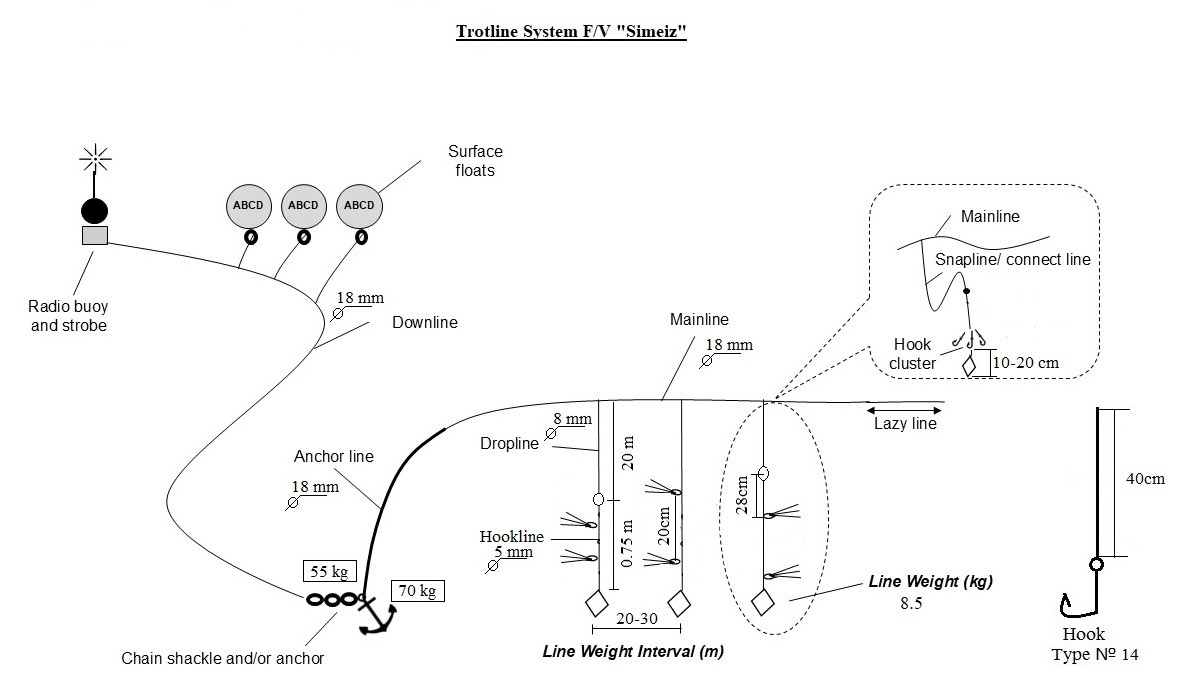 Trotline System F/V "Simeiz"
Surface
floats
ABCD
ABCD
ABCD
Radio buoy
and strobe
18 mm
Downline
Mainline
18 mm
Mainline
Snapline/ connect line
Hook
cluster
10-20 cm
Lazy line
8 mm
Dropline
20 m
Anchor line
18 mm
28cm
20cm
0.75 m
Hookline
5 mm
40cm
55 kg
70 kg
Line Weight (kg)
8.5
20-30
Line Weight Interval (m)
Chain shackle and/or anchor
Hook
Type Nº 14